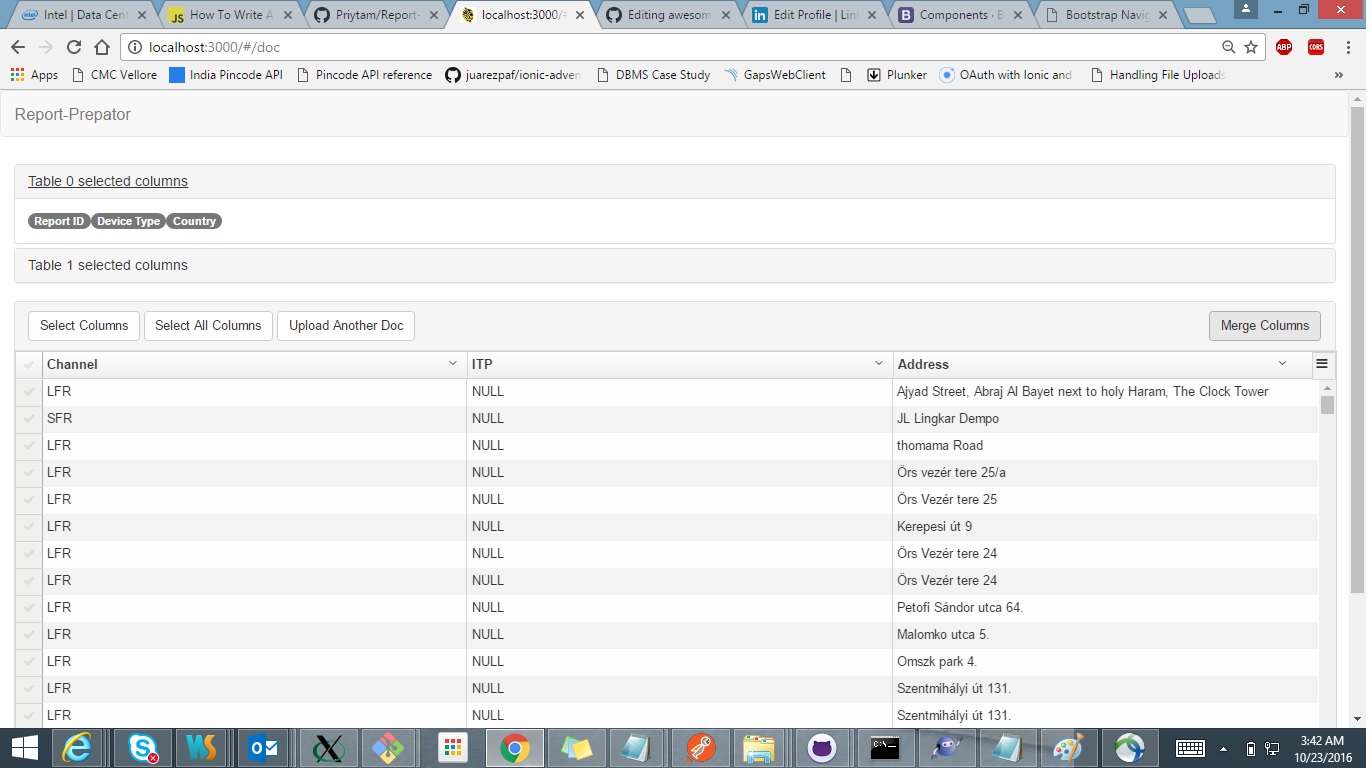 Intel | Data Cent How To Write A Priytam/Report- localhost:3000/# Editing awesom Edit Profile | Lin Components · B Bootstrap Navig
localhost:3000/#/doc
Apps CMC Vellore India Pincode API Pincode API reference juarezpaf/ionic-adven DBMS Case Study GapsWebClient Plunker OAuth with Ionic and Handling File Uploads »
Report-Prepator
Table 0 selected columns
Report ID Device Type Country
Table 1 selected columns
Select Columns Select All Columns Upload Another Doc Merge Columns
Channel ITP Address
LFR NULL Ajyad Street, Abraj Al Bayet next to holy Haram, The Clock Tower
SFR NULL JL Lingkar Dempo
LFR NULL thomama Road
LFR NULL Örs vezér tere 25/a
LFR NULL Örs Vezér tere 25
LFR NULL Kerepesi út 9
LFR NULL Örs Vezér tere 24
LFR NULL Örs Vezér tere 24
LFR NULL Petofi Sándor utca 64.
LFR NULL Malomko utca 5.
LFR NULL Omszk park 4.
LFR NULL Szentmihályi út 131.
LFR NULL Szentmihályi út 131.
3:42 AM
10/23/2016